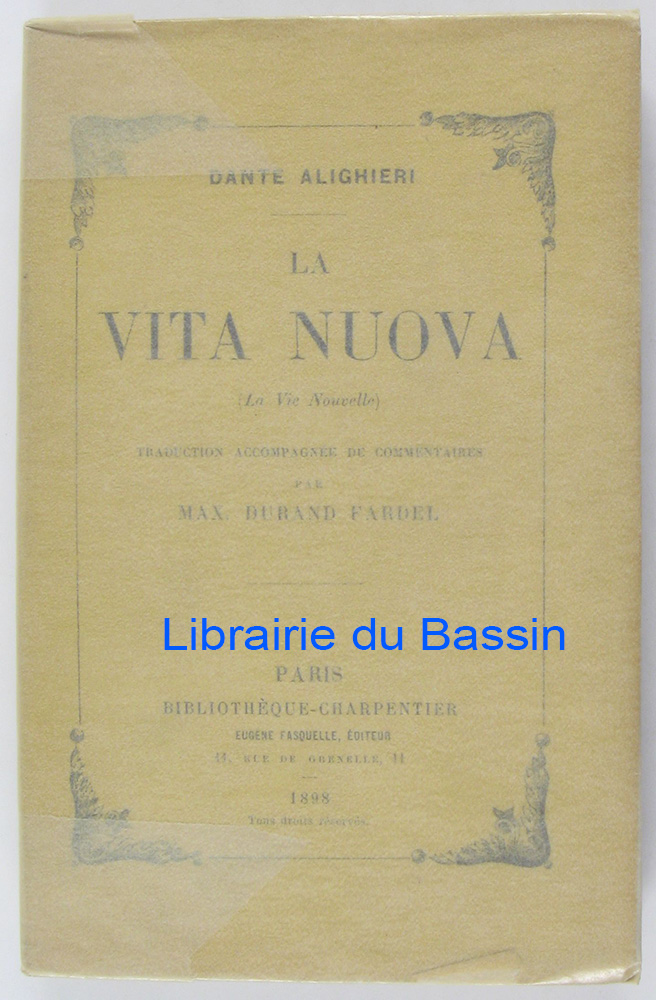 DANTE ALIGHIERI
LA
VITA NUOVA
(La Vie Nouvelle)
TRADUCTION ACCOMPAGNÉE DE COMMENTAIRES
PAR
MAX. DURAND FARDEL
Librairie du Bassin
PARIS
BIBLIOTHÈQUE-CHARPENTIER
EUGÈNE FASQUELLE, ÉDITEUR
11, RUE DE GRENELLE, 11
1898
Tous droits réservés.